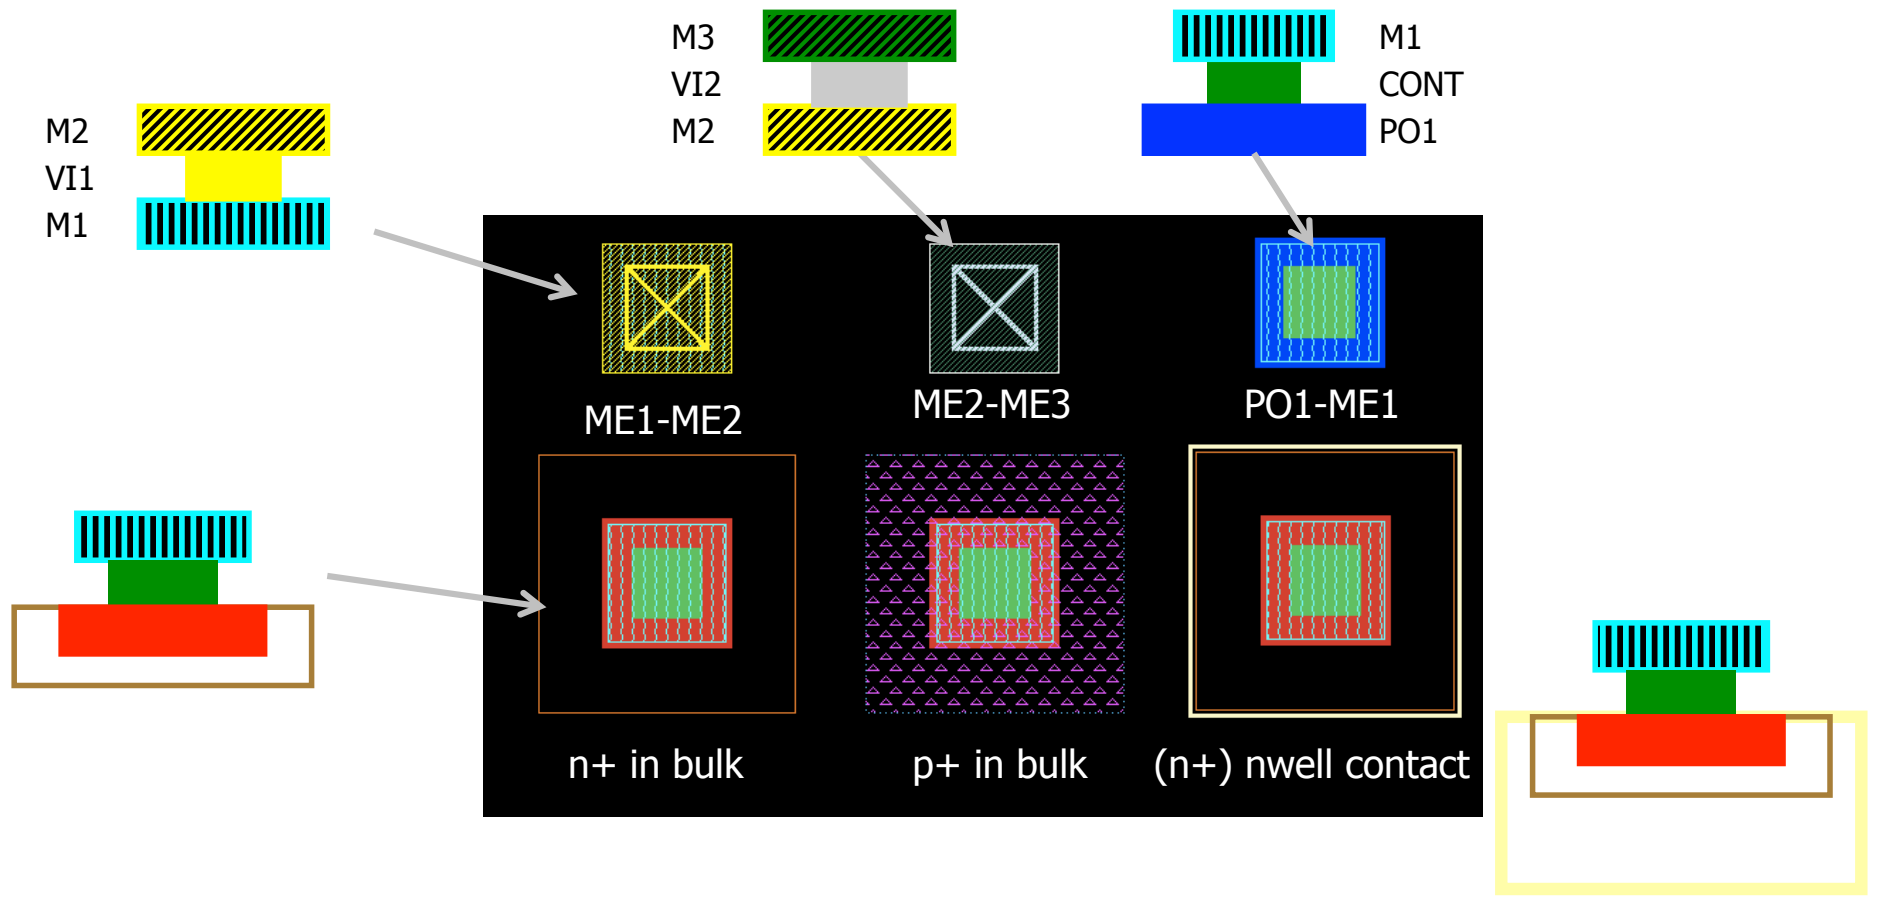 M3
VI2
M2
M1
CONT
PO1
M2
VI1
M1
ME1-ME2
ME2-ME3
PO1-ME1
n+ in bulk
p+ in bulk
(n+) nwell contact